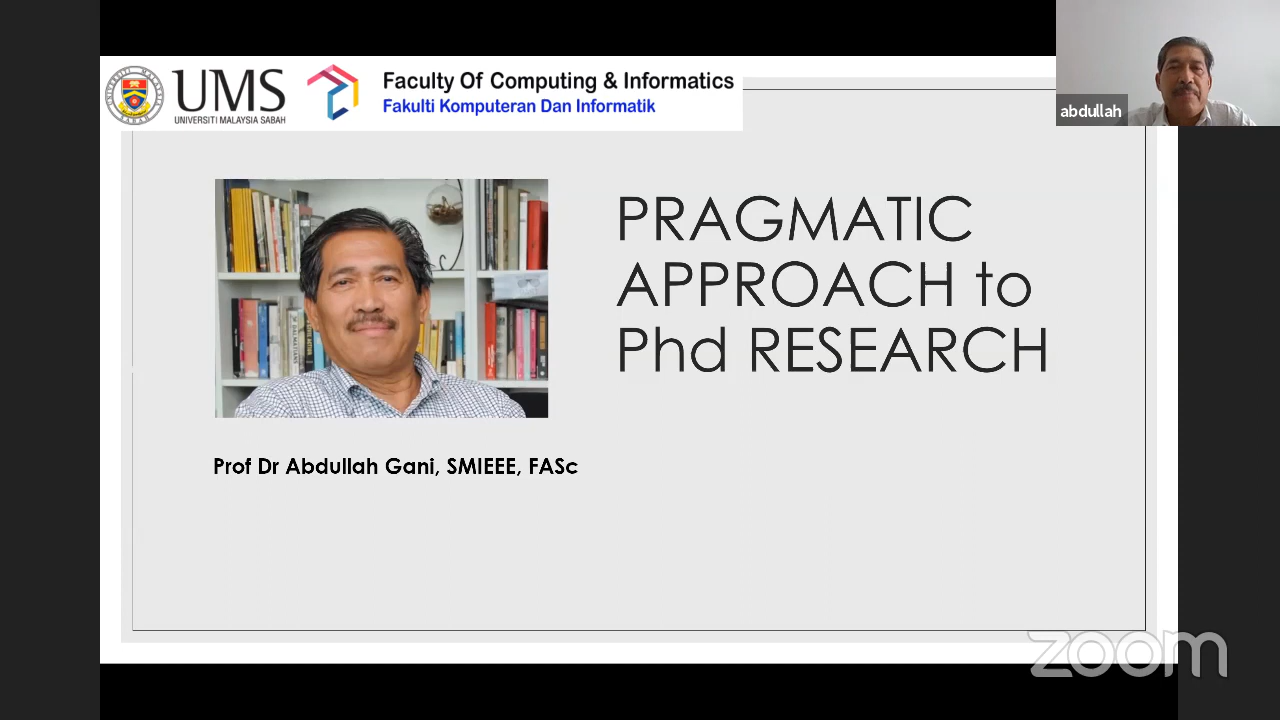 UMS
UNIVERSITI MALAYSIA SABAH
Faculty Of Computing & Informatics
Fakulti Komputeran Dan Informatik
abdullah
PRAGMATIC
APPROACH to
Phd RESEARCH
Prof Dr Abdullah Gani, SMIEEE, FASc
zoom